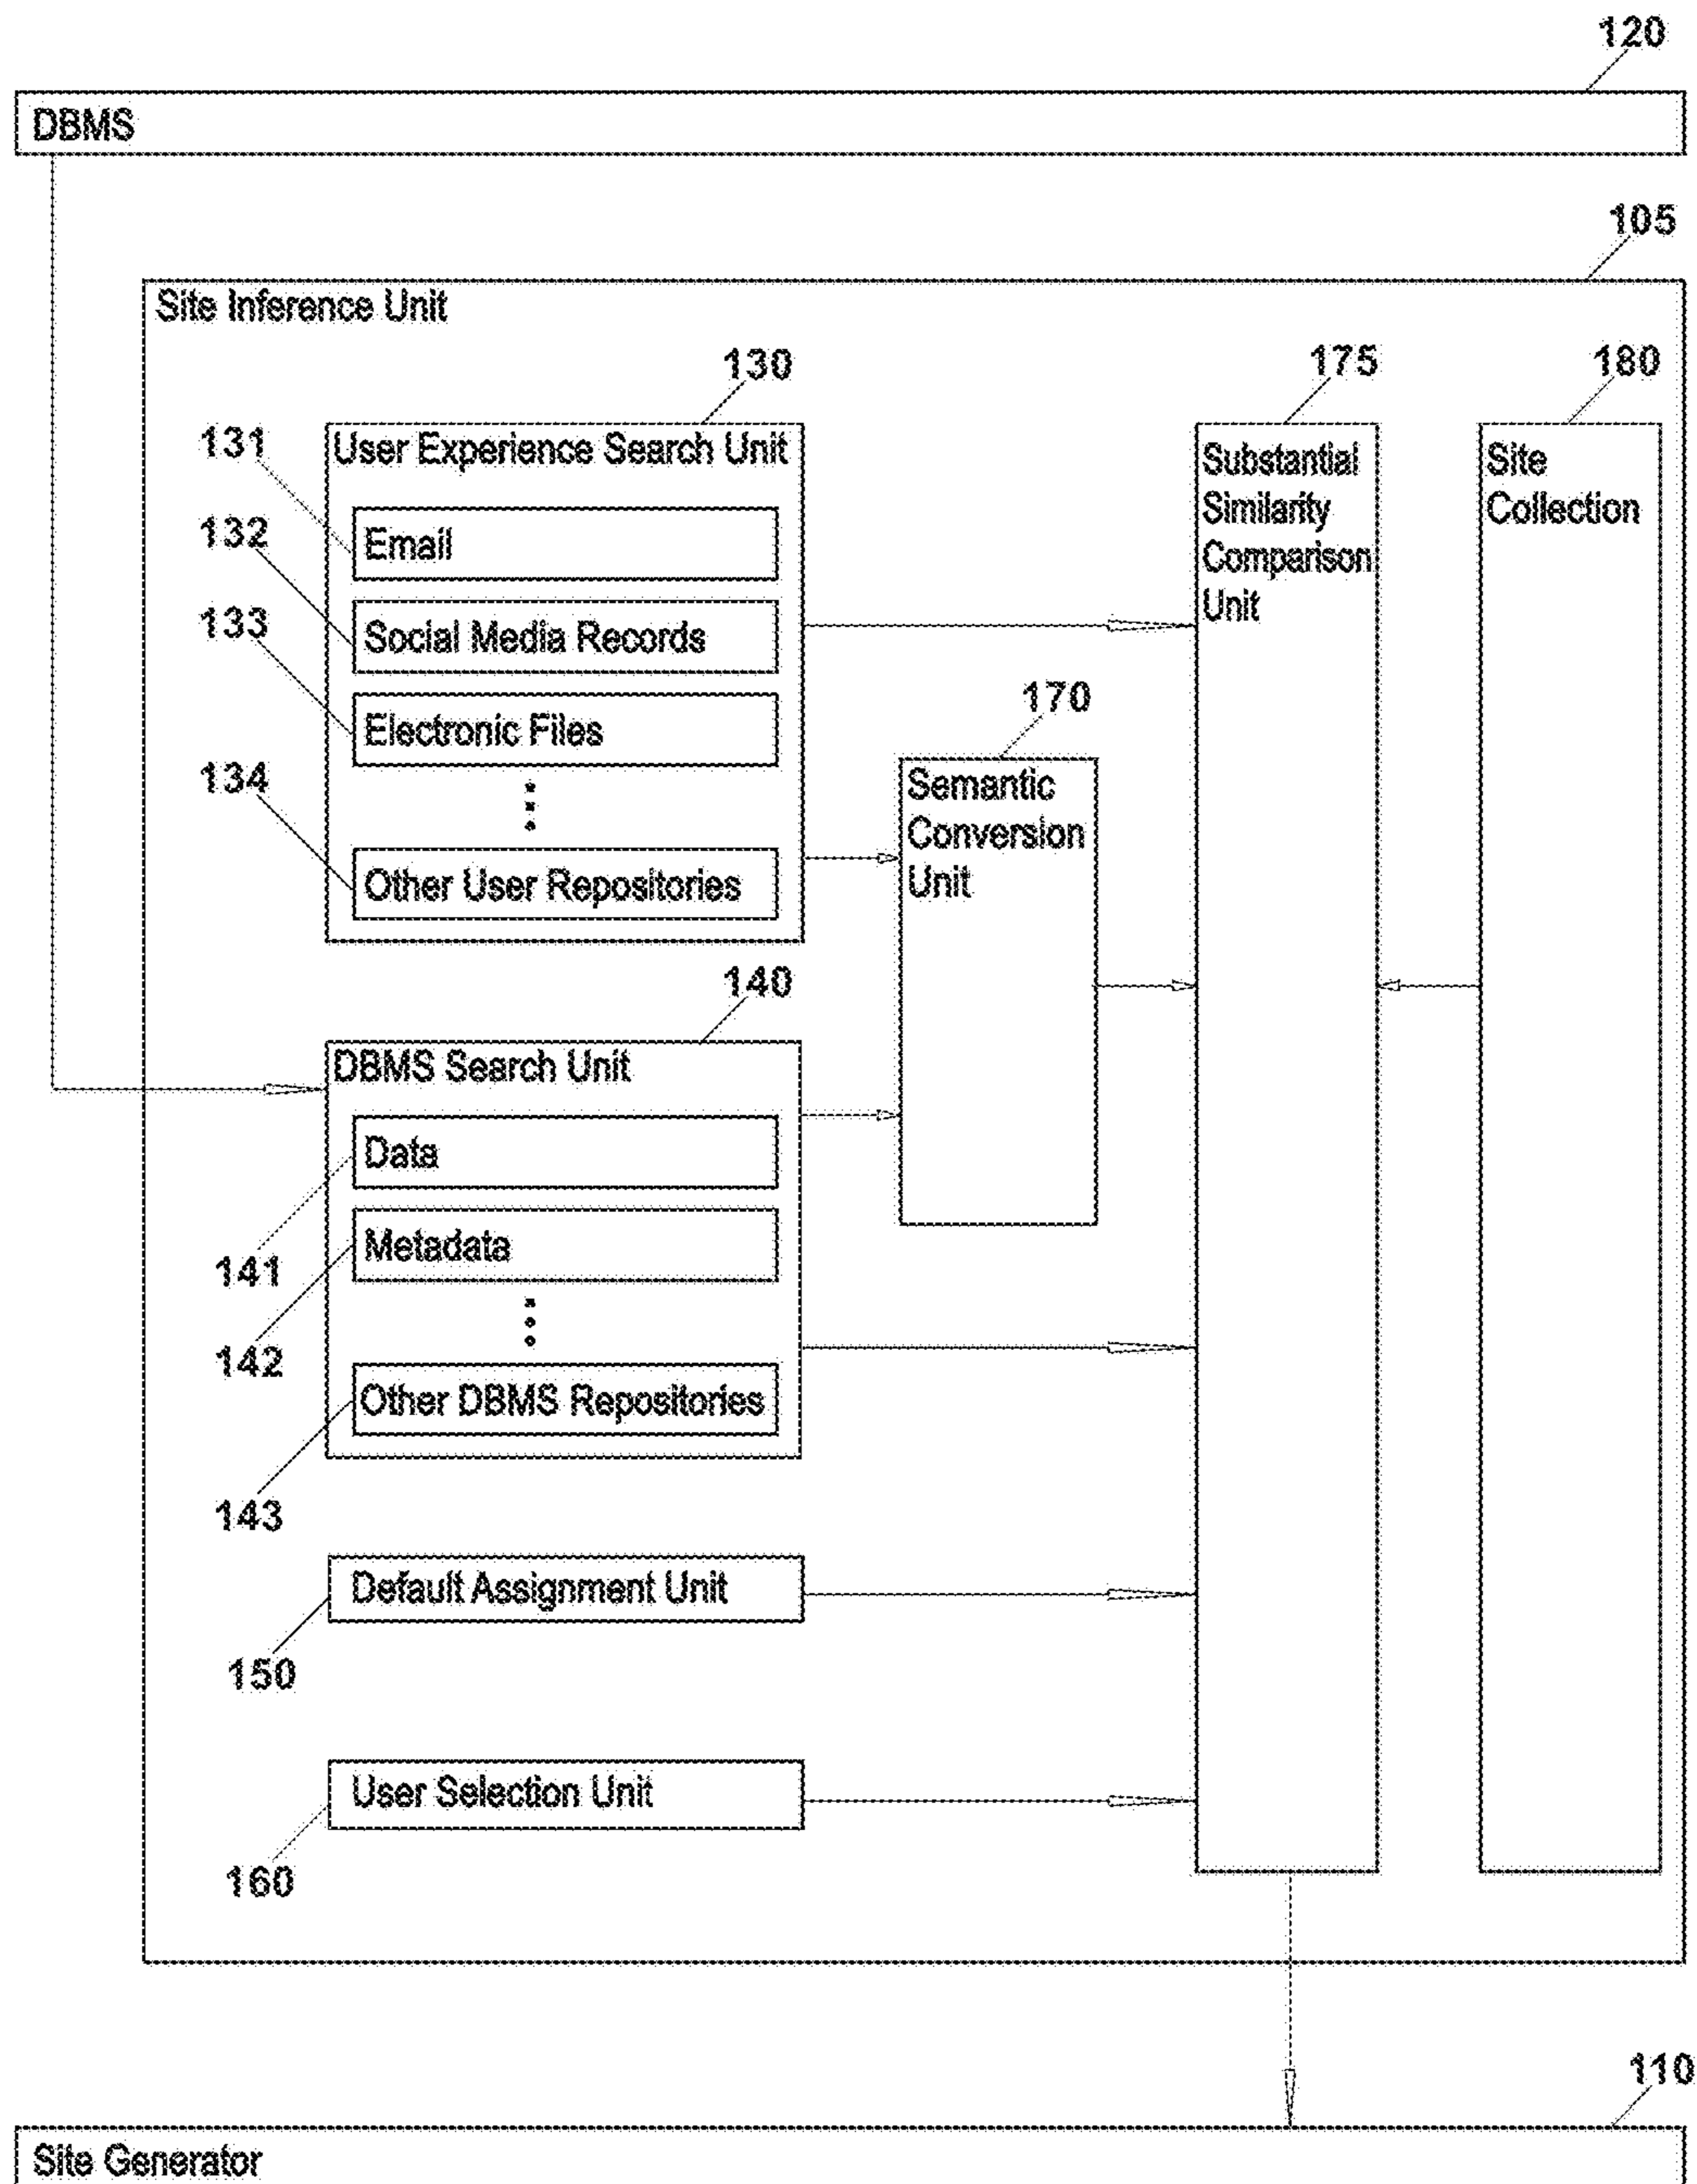 120
DBMS
105
Site Inference Unit
130
175
180
131
User Experience Search Unit
Substantial
Similarity
Comparison
Unit
Site
Collection
Email
132
Social Media Records
133
Electronic Files
170
134
Semantic
Conversion
Unit
Other User Repositories
140
DBMS Search Unit
Data
141
Metadata
142
Other DBMS Repositories
143
Default Assignment Unit
150
User Selection Unit
160
110
Site Generator